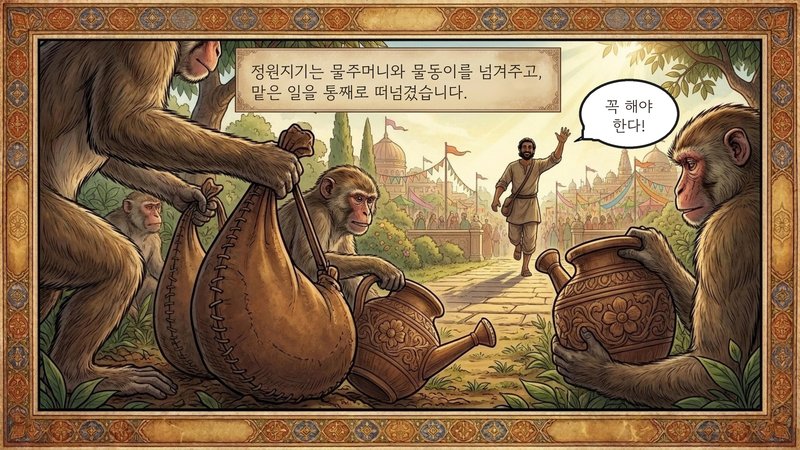 정원지기는 물주머니와 물동이를 넘겨주고,
맡은 일을 통째로 떠넘겼습니다.
꼭 해야
한다!